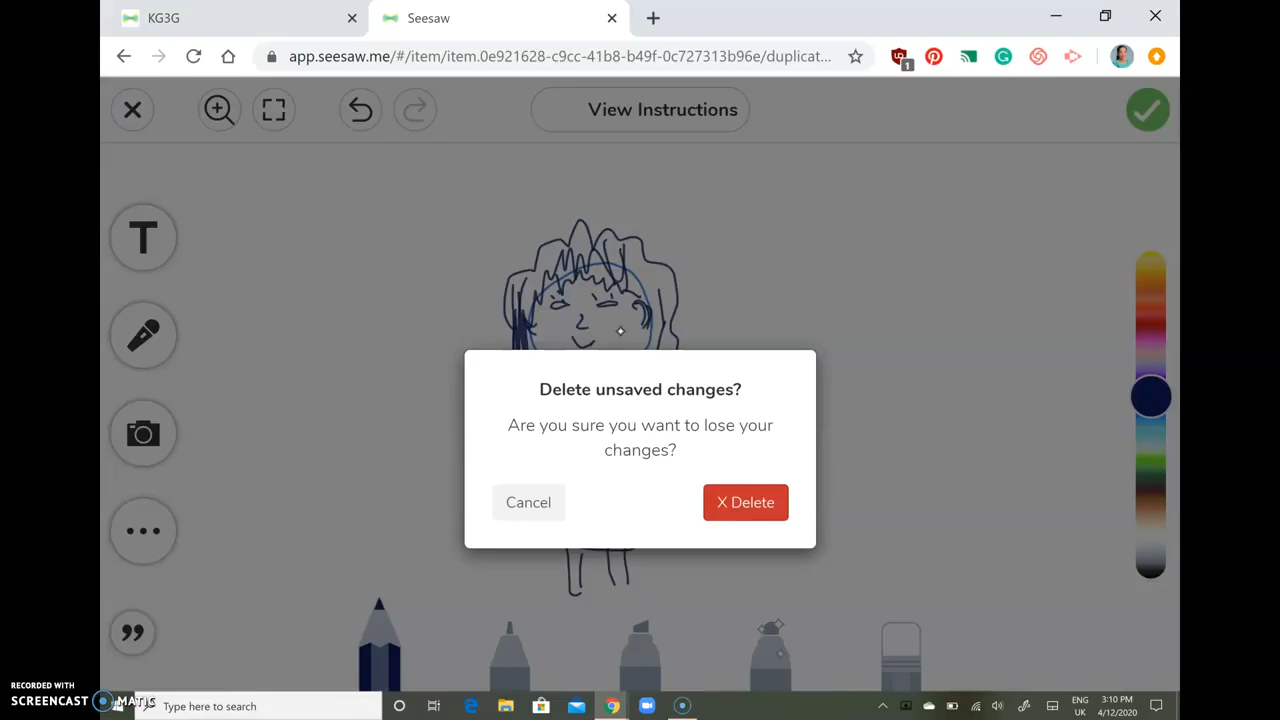 KG3G
Seesaw
app.seesaw.me/#/item/item.0e921628-c9cc-41b8-b49f-0c727313b96e/duplicat...
1
View Instructions
T
Delete unsaved changes?
Are you sure you want to lose your
changes?
Cancel
X Delete
RECORDED WITH
SCREENCAST MATIC
Type here to search
ENG
UK
3:10 PM
4/12/2020